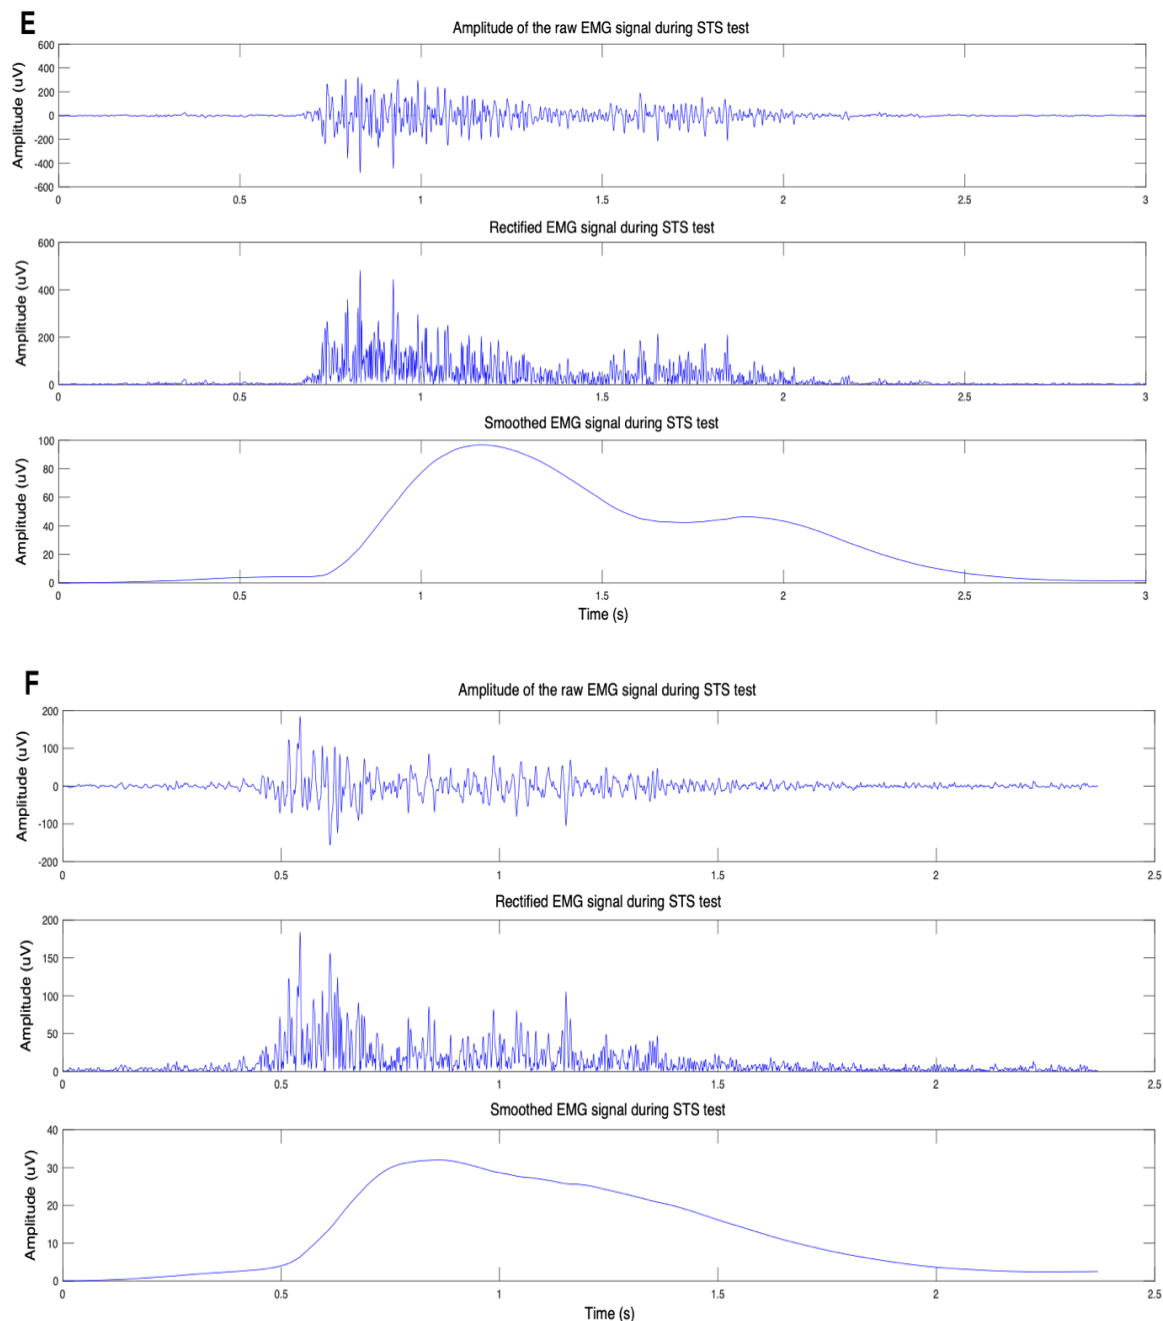 E
Amplitude of the raw EMG signal during STS test
Amplitude (uV)
600
400
200
0
-200
-400
-600
0 0.5 1 1.5 2 2.5 3
Rectified EMG signal during STS test
Amplitude (uV)
600
400
200
0
0 0.5 1 1.5 2 2.5 3
Smoothed EMG signal during STS test
Amplitude (uV)
100
80
60
40
20
0
0 0.5 1 1.5 2 2.5 3
Time (s)
F
Amplitude of the raw EMG signal during STS test
Amplitude (uV)
200
100
0
-100
-200
0 0.5 1 1.5 2 2.5
Rectified EMG signal during STS test
Amplitude (uV)
200
150
100
50
0
0 0.5 1 1.5 2 2.5
Smoothed EMG signal during STS test
Amplitude (uV)
40
30
20
10
0
0 0.5 1 1.5 2 2.5
Time (s)